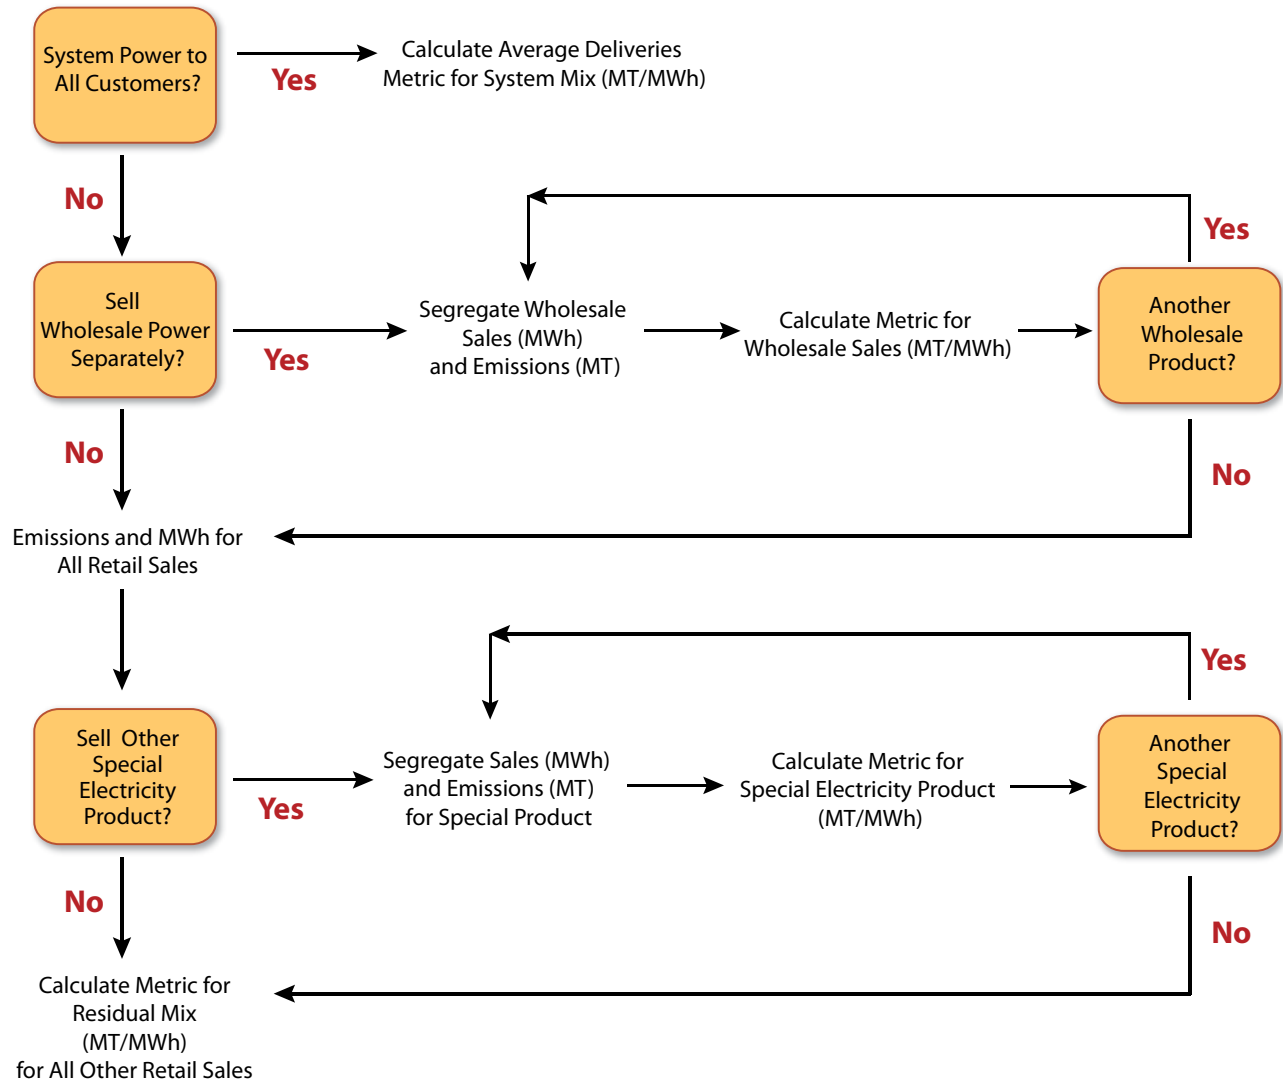 System Power to
All Customers?
Yes
Calculate Average Deliveries
Metric for System Mix (MT/MWh)
No
Yes
Sell
Wholesale Power
Separately?
Yes
Segregate Wholesale
Sales (MWh)
and Emissions (MT)
Calculate Metric for
Wholesale Sales (MT/MWh)
Another
Wholesale
Product?
No
No
Emissions and MWh for
All Retail Sales
Yes
Sell Other
Special
Electricity
Product?
Yes
Segregate Sales (MWh)
and Emissions (MT)
for Special Product
Calculate Metric for
Special Electricity Product
(MT/MWh)
Another
Special
Electricity
Product?
No
No
Calculate Metric for
Residual Mix
(MT/MWh)
for All Other Retail Sales